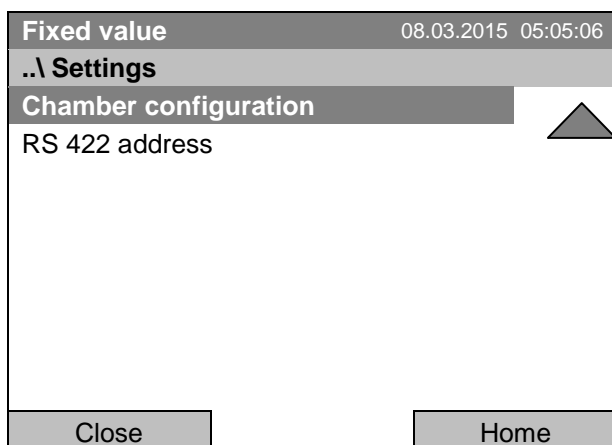 Fixed value 08.03.2015 05:05:06
..\ Settings
Chamber configuration
RS 422 address
Close Home